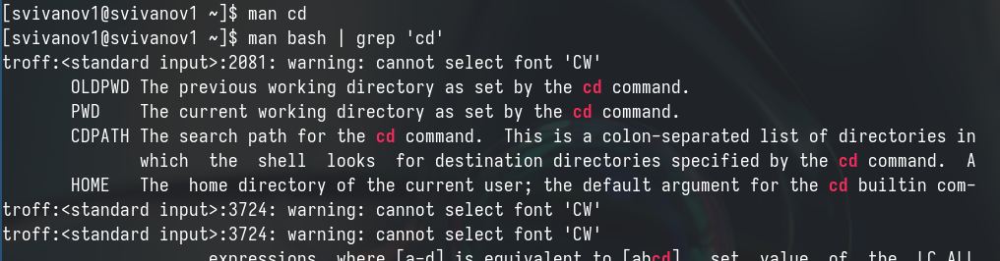 [svivanov1@svivanov1 ~]$ man cd
[svivanov1@svivanov1 ~]$ man bash | grep 'cd'
troff:<standard input>:2081: warning: cannot select font 'CW'
OLDPWD The previous working directory as set by the cd command.
PWD    The current working directory as set by the cd command.
CDPATH The search path for the cd command.  This is a colon-separated list of directories in
which  the  shell  looks  for destination directories specified by the cd command.  A
HOME   The  home directory of the current user; the default argument for the cd builtin com-
troff:<standard input>:3724: warning: cannot select font 'CW'
troff:<standard input>:3724: warning: cannot select font 'CW'
expressions  where [a-d] is equivalent to [abcd]   set  value  of  the  LC_ALL